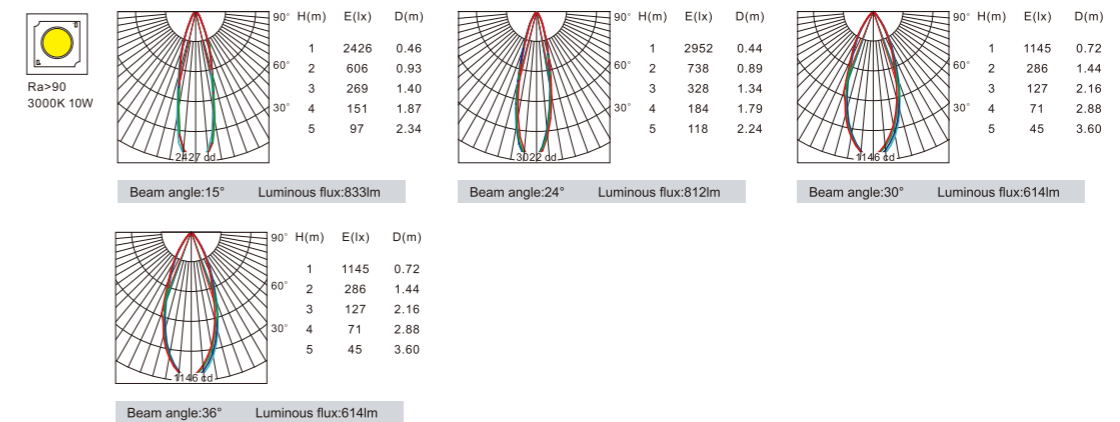 Ra>90
3000K 10W
90° H(m) E(lx) D(m)
1 2426 0.46
60° 2 606 0.93
3 269 1.40
30° 4 151 1.87
5 97 2.34
2427 cd
Beam angle:15° Luminous flux:833lm
90° H(m) E(lx) D(m)
1 2952 0.44
60° 2 738 0.89
3 328 1.34
30° 4 184 1.79
5 118 2.24
3022 cd
Beam angle:24° Luminous flux:812lm
90° H(m) E(lx) D(m)
1 1145 0.72
60° 2 286 1.44
3 127 2.16
30° 4 71 2.88
5 45 3.60
1146 cd
Beam angle:30° Luminous flux:614lm
90° H(m) E(lx) D(m)
1 1145 0.72
60° 2 286 1.44
3 127 2.16
30° 4 71 2.88
5 45 3.60
1146 cd
Beam angle:36° Luminous flux:614lm